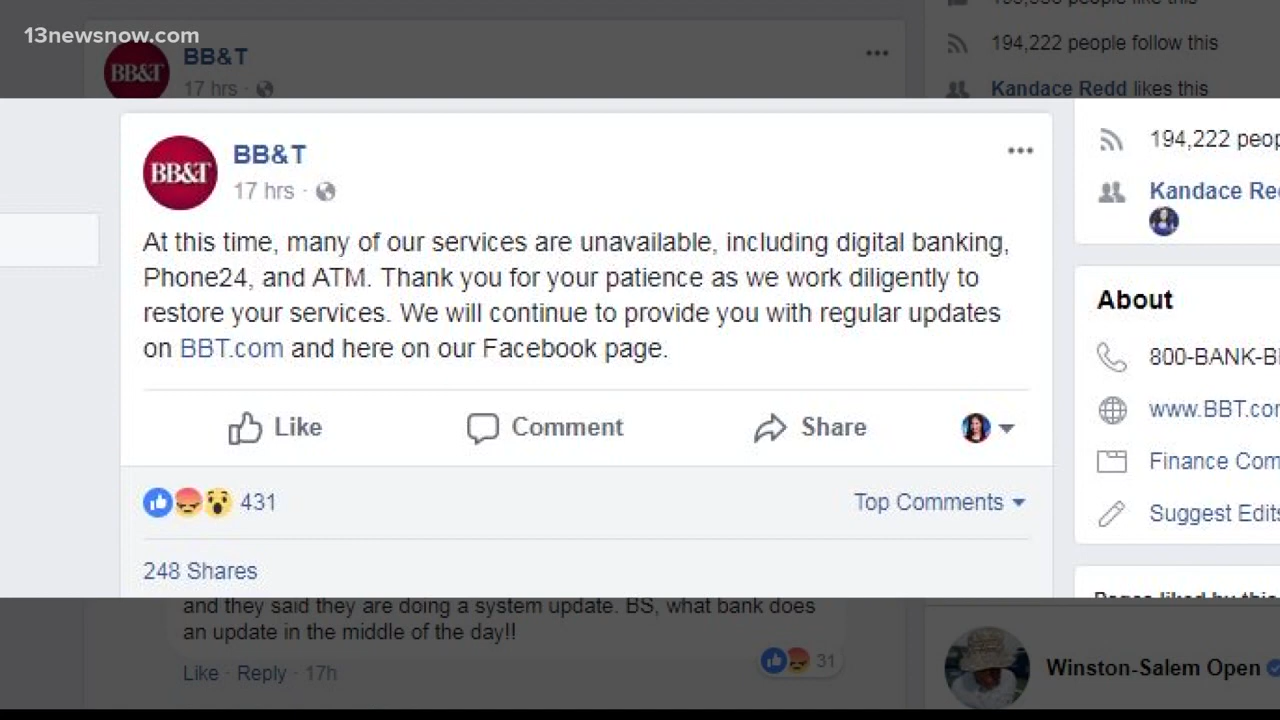 13newsnow.com
BB&T
BB&T
17 hrs ·
194,222 people follow this
Kandace Redd likes this
BB&T
BB&T
17 hrs ·
At this time, many of our services are unavailable, including digital banking,
Phone24, and ATM. Thank you for your patience as we work diligently to
restore your services. We will continue to provide you with regular updates
on BBT.com and here on our Facebook page.
Like Comment Share
431 Top Comments
248 Shares
194,222 peop
Kandace Re
About
800-BANK-B
www.BBT.co
Finance Com
Suggest Edits
and they said they are doing a system update. BS, what bank does
an update in the middle of the day!!
Like · Reply · 17h
31
Winston-Salem Open